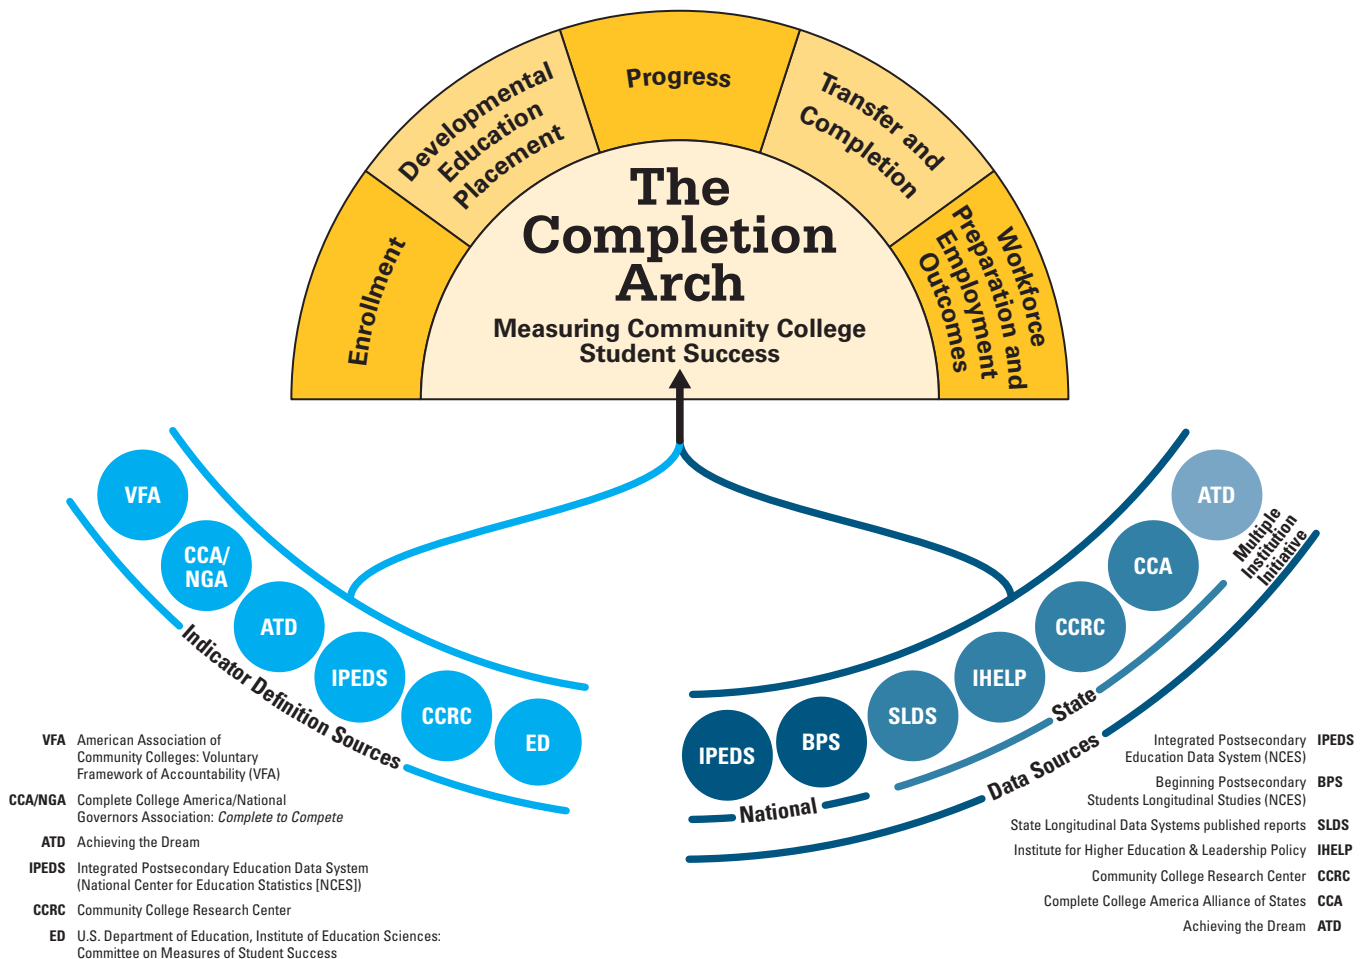 Progress
Developmental
Education
Placement
Transfer and
Completion
Enrollment
Workforce
Preparation and
Employment
Outcomes
The
Completion
Arch
Measuring Community College
Student Success
VFA
CCA/
NGA
ATD
IPEDS
CCRC
ED
Indicator Definition Sources
IPEDS
BPS
SLDS
IHELP
CCRC
CCA
ATD
National
State
Multiple
Institution
Initiative
Data Sources
VFA American Association of
Community Colleges: Voluntary
Framework of Accountability (VFA)
CCA/NGA Complete College America/National
Governors Association: Complete to Compete
ATD Achieving the Dream
IPEDS Integrated Postsecondary Education Data System
(National Center for Education Statistics [NCES])
CCRC Community College Research Center
ED U.S. Department of Education, Institute of Education Sciences:
Committee on Measures of Student Success
Integrated Postsecondary IPEDS
Education Data System (NCES)
Beginning Postsecondary BPS
Students Longitudinal Studies (NCES)
State Longitudinal Data Systems published reports SLDS
Institute for Higher Education & Leadership Policy IHELP
Community College Research Center CCRC
Complete College America Alliance of States CCA
Achieving the Dream ATD